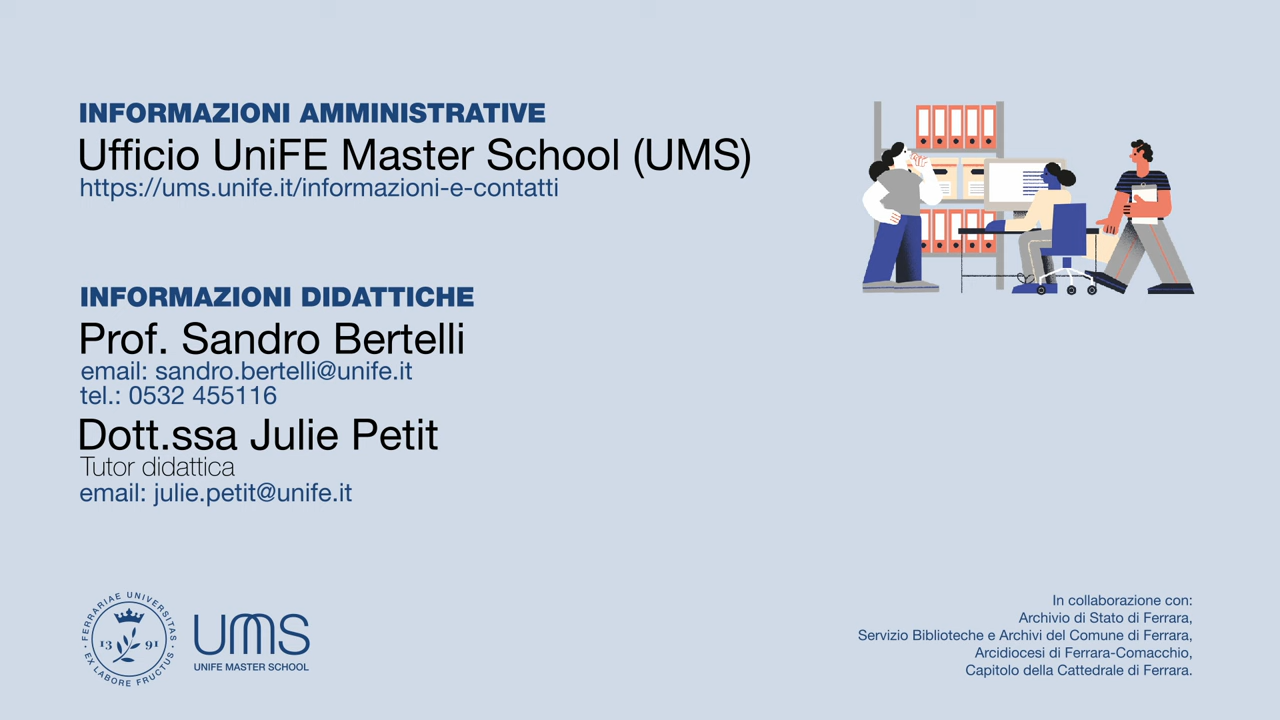 INFORMAZIONI AMMINISTRATIVE
Ufficio UniFE Master School (UMS)
https://ums.unife.it/informazioni-e-contatti
INFORMAZIONI DIDATTICHE
Prof. Sandro Bertelli
email: sandro.bertelli@unife.it
tel.: 0532 455116
Dott.ssa Julie Petit
Tutor didattica
email: julie.petit@unife.it
FERRARIAE UNIVERSITAS
13 91
EX LABORE FRUCTUS
UMS
UNIFE MASTER SCHOOL
In collaborazione con:
Archivio di Stato di Ferrara,
Servizio Biblioteche e Archivi del Comune di Ferrara,
Arcidiocesi di Ferrara-Comacchio,
Capitolo della Cattedrale di Ferrara.